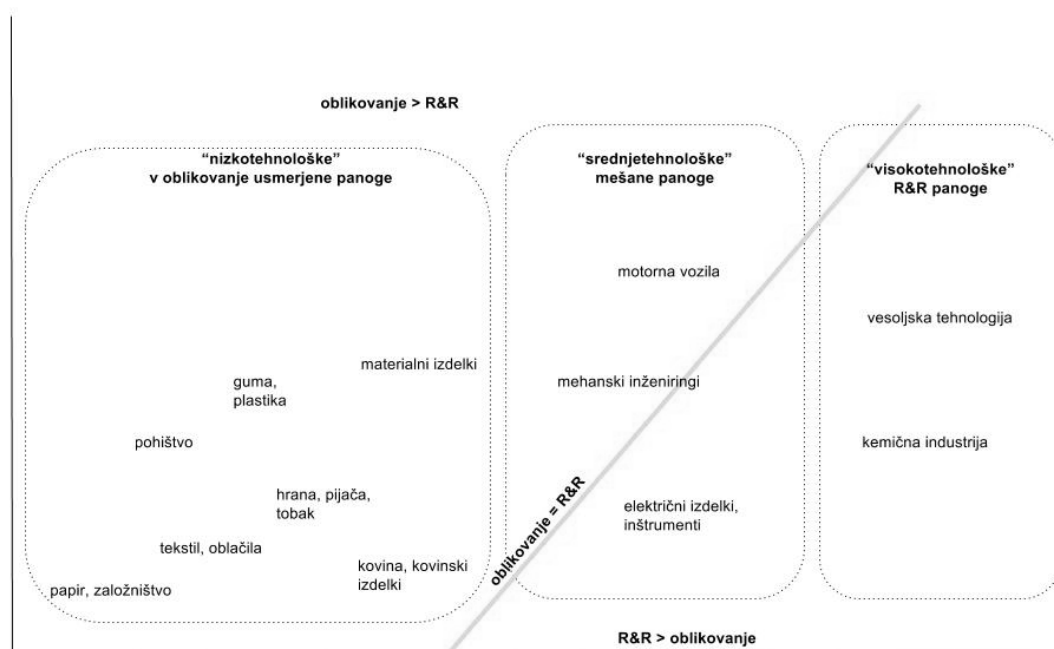 oblikovanje > R&R
“nizkotehnološke”
v oblikovanje usmerjene panoge
“srednjetehnološke”
mešane panoge
“visokotehnološke”
R&R panoge
motorna vozila
vesoljska tehnologija
materialni izdelki
guma,
plastika
mehanski inženiringi
pohištvo
kemična industrija
hrana, pijača,
tobak
električni izdelki,
inštrumenti
oblikovanje = R&R
tekstil, oblačila
kovina, kovinski
izdelki
papir, založništvo
R&R > oblikovanje